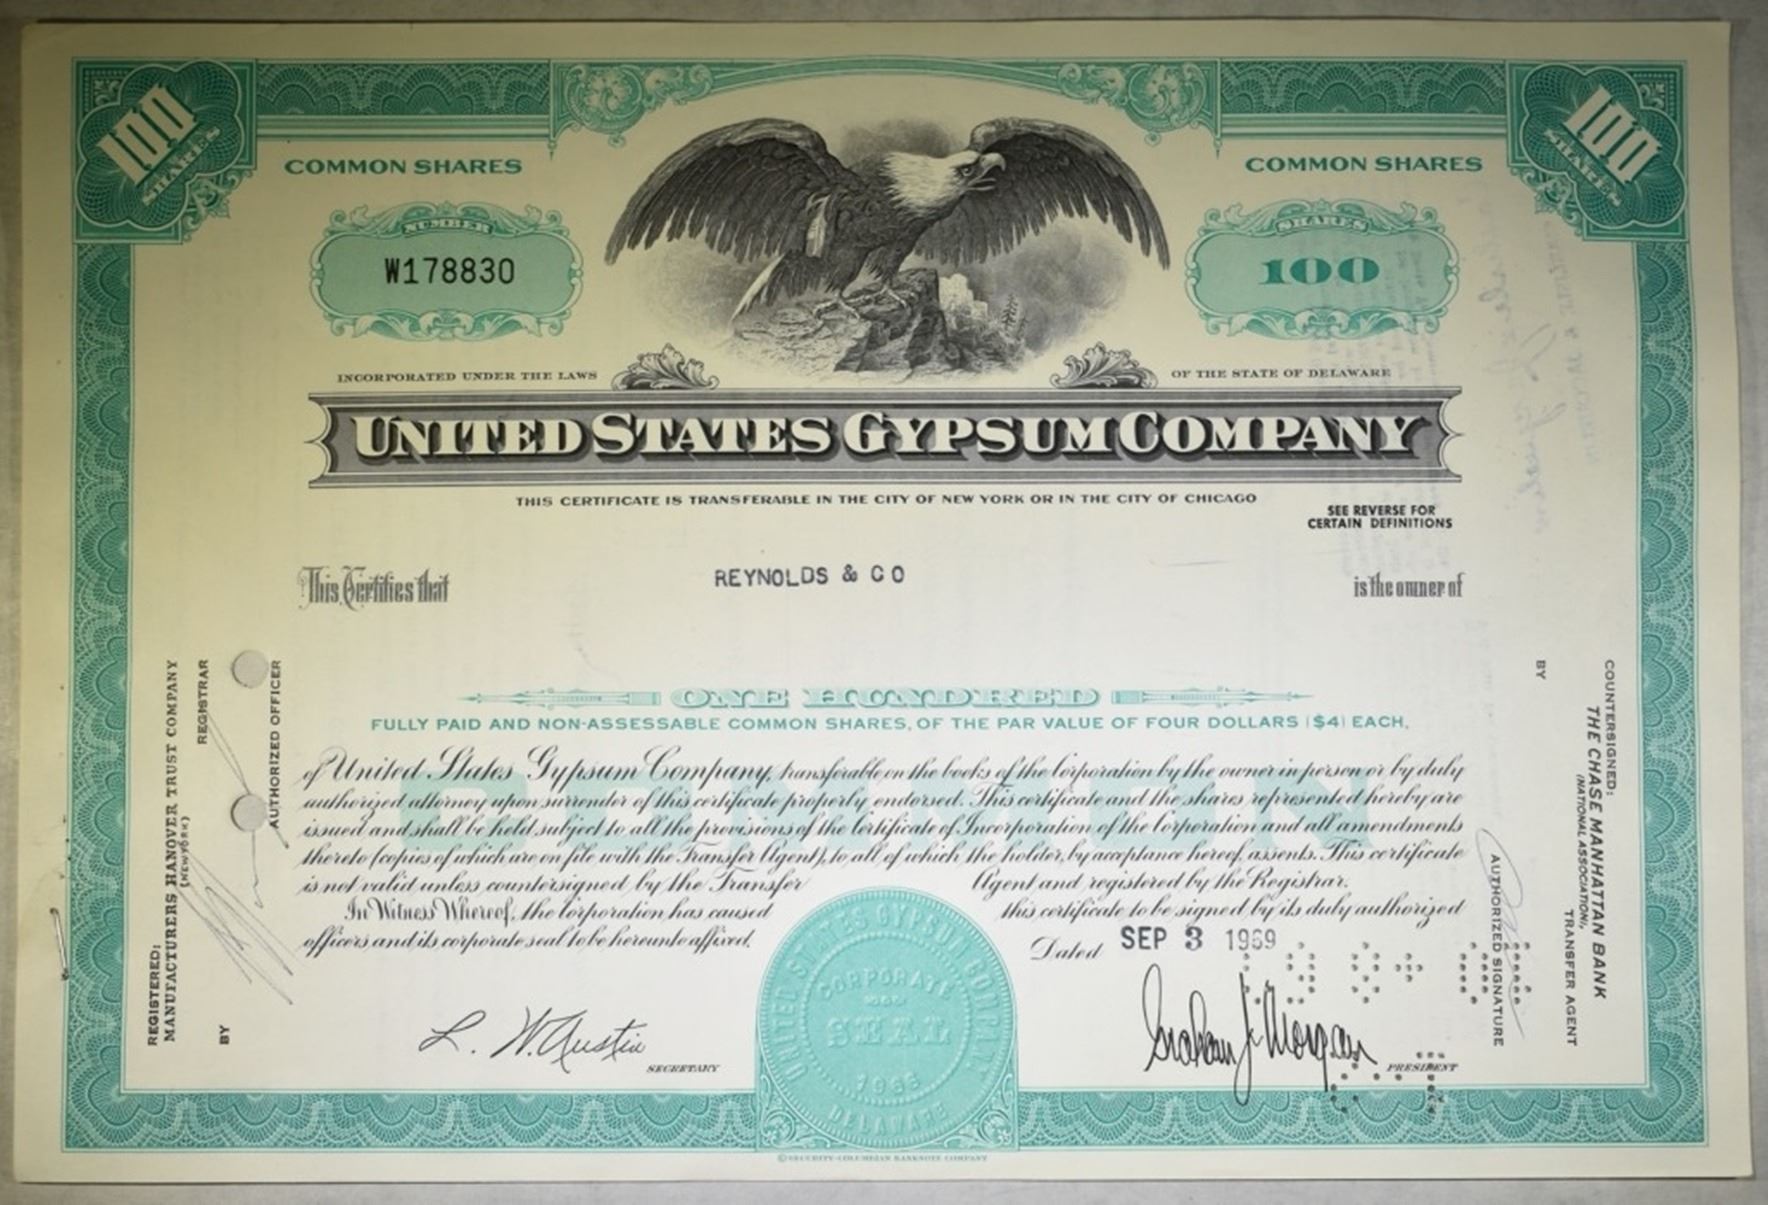 100 SHARES
100 SHARES
COMMON SHARES
COMMON SHARES
NUMBER
W178830
SHARES
100
INCORPORATED UNDER THE LAWS
OF THE STATE OF DELAWARE
UNITED STATES GYPSUM COMPANY
THIS CERTIFICATE IS TRANSFERABLE IN THE CITY OF NEW YORK OR IN THE CITY OF CHICAGO
SEE REVERSE FOR
CERTAIN DEFINITIONS
This Certifies that
REYNOLDS & CO
is the owner of
ONE HUNDRED
FULLY PAID AND NON-ASSESSABLE COMMON SHARES, OF THE PAR VALUE OF FOUR DOLLARS ($4) EACH,
of United States Gypsum Company, transferable on the books of the Corporation by the owner in person or by duly
authorized attorney upon surrender of this certificate properly endorsed. This certificate and the shares represented hereby are
issued and shall be held subject to all the provisions of the Certificate of Incorporation of the Corporation and all amendments
thereto (copies of which are on file with the Transfer Agent), to all of which the holder, by acceptance hereof, assents. This certificate
is not valid unless countersigned by the Transfer Agent and registered by the Registrar.
In Witness Whereof, the Corporation has caused this certificate to be signed by its duly authorized
officers and its corporate seal to be hereunto affixed.
Dated SEP 3 1969
L. W. Austin
SECRETARY
Graham J. Morgan
PRESIDENT
UNITED STATES GYPSUM COMPANY
CORPORATE
SEAL
1966
DELAWARE
REGISTERED:
MANUFACTURERS HANOVER TRUST COMPANY
(NEW YORK)
REGISTRAR
BY
AUTHORIZED OFFICER
COUNTERSIGNED:
THE CHASE MANHATTAN BANK
(NATIONAL ASSOCIATION),
TRANSFER AGENT
BY
AUTHORIZED SIGNATURE
©SECURITY-COLUMBIAN BANKNOTE COMPANY